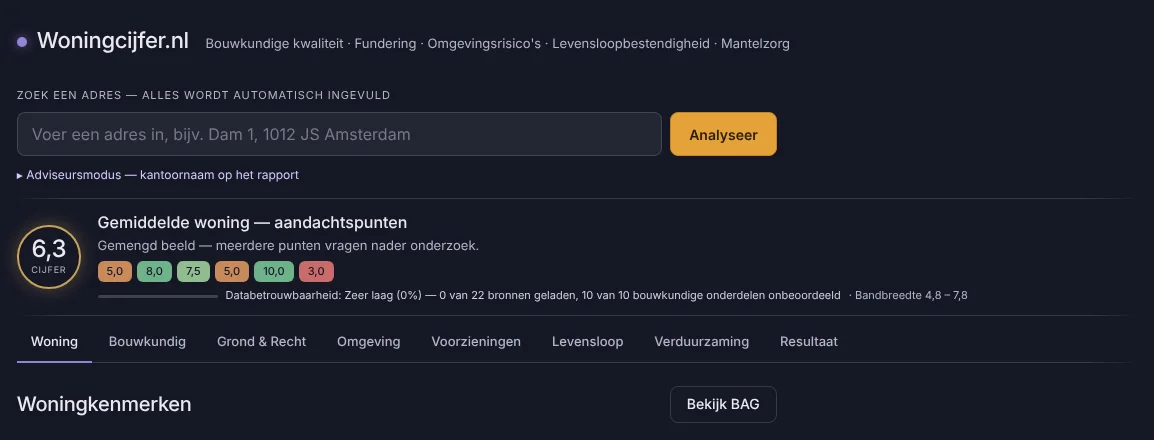 Woningcijfer.nl Bouwkundige kwaliteit · Fundering · Omgevingsrisico's · Levensloopbestendigheid · Mantelzorg
ZOEK EEN ADRES — ALLES WORDT AUTOMATISCH INGEVULD
Voer een adres in, bijv. Dam 1, 1012 JS Amsterdam
Analyseer
▸ Adviseursmodus — kantoornaam op het rapport
6,3
CIJFER
Gemiddelde woning — aandachtspunten
Gemengd beeld — meerdere punten vragen nader onderzoek.
5,0 8,0 7,5 5,0 10,0 3,0
Databetrouwbaarheid: Zeer laag (0%) — 0 van 22 bronnen geladen, 10 van 10 bouwkundige onderdelen onbeoordeeld · Bandbreedte 4,8 – 7,8
Woning Bouwkundig Grond & Recht Omgeving Voorzieningen Levensloop Verduurzaming Resultaat
Woningkenmerken
Bekijk BAG